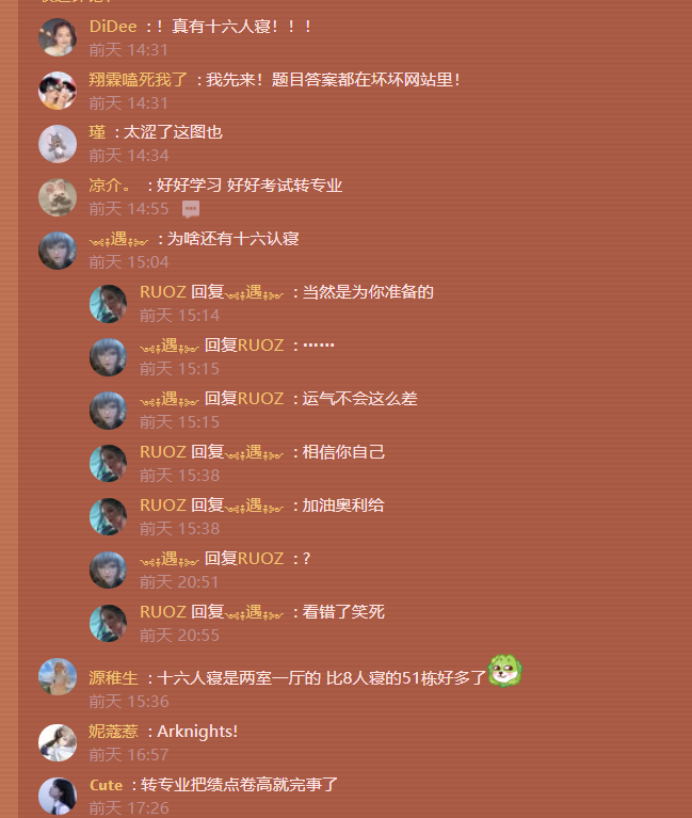 DiDee ：！真有十六人寝！！！
前天 14:31
翔霖嗑死我了 ：我先来！题目答案都在坏坏网站里！
前天 14:31
瑾 ：太涩了这图也
前天 14:34
凉介。 ：好好学习 好好考试转专业
前天 14:55
遇 ：为啥还有十六认寝
前天 15:04
RUOZ 回复遇 ：当然是为你准备的
前天 15:14
遇 回复RUOZ ：……
前天 15:15
遇 回复RUOZ ：运气不会这么差
前天 15:15
RUOZ 回复遇 ：相信你自己
前天 15:38
RUOZ 回复遇 ：加油奥利给
前天 15:38
遇 回复RUOZ ：？
前天 20:51
RUOZ 回复遇 ：看错了笑死
前天 20:55
源稚生 ：十六人寝是两室一厅的 比8人寝的51栋好多了
前天 15:36
妮蔻惹 ：Arknights!
前天 16:57
Cute ：转专业把绩点卷高就完事了
前天 17:26